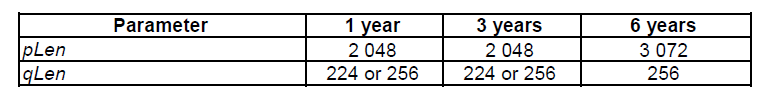 Parameter 1 year 3 years 6 years
pLen 2 048 2 048 3 072
qLen 224 or 256 224 or 256 256